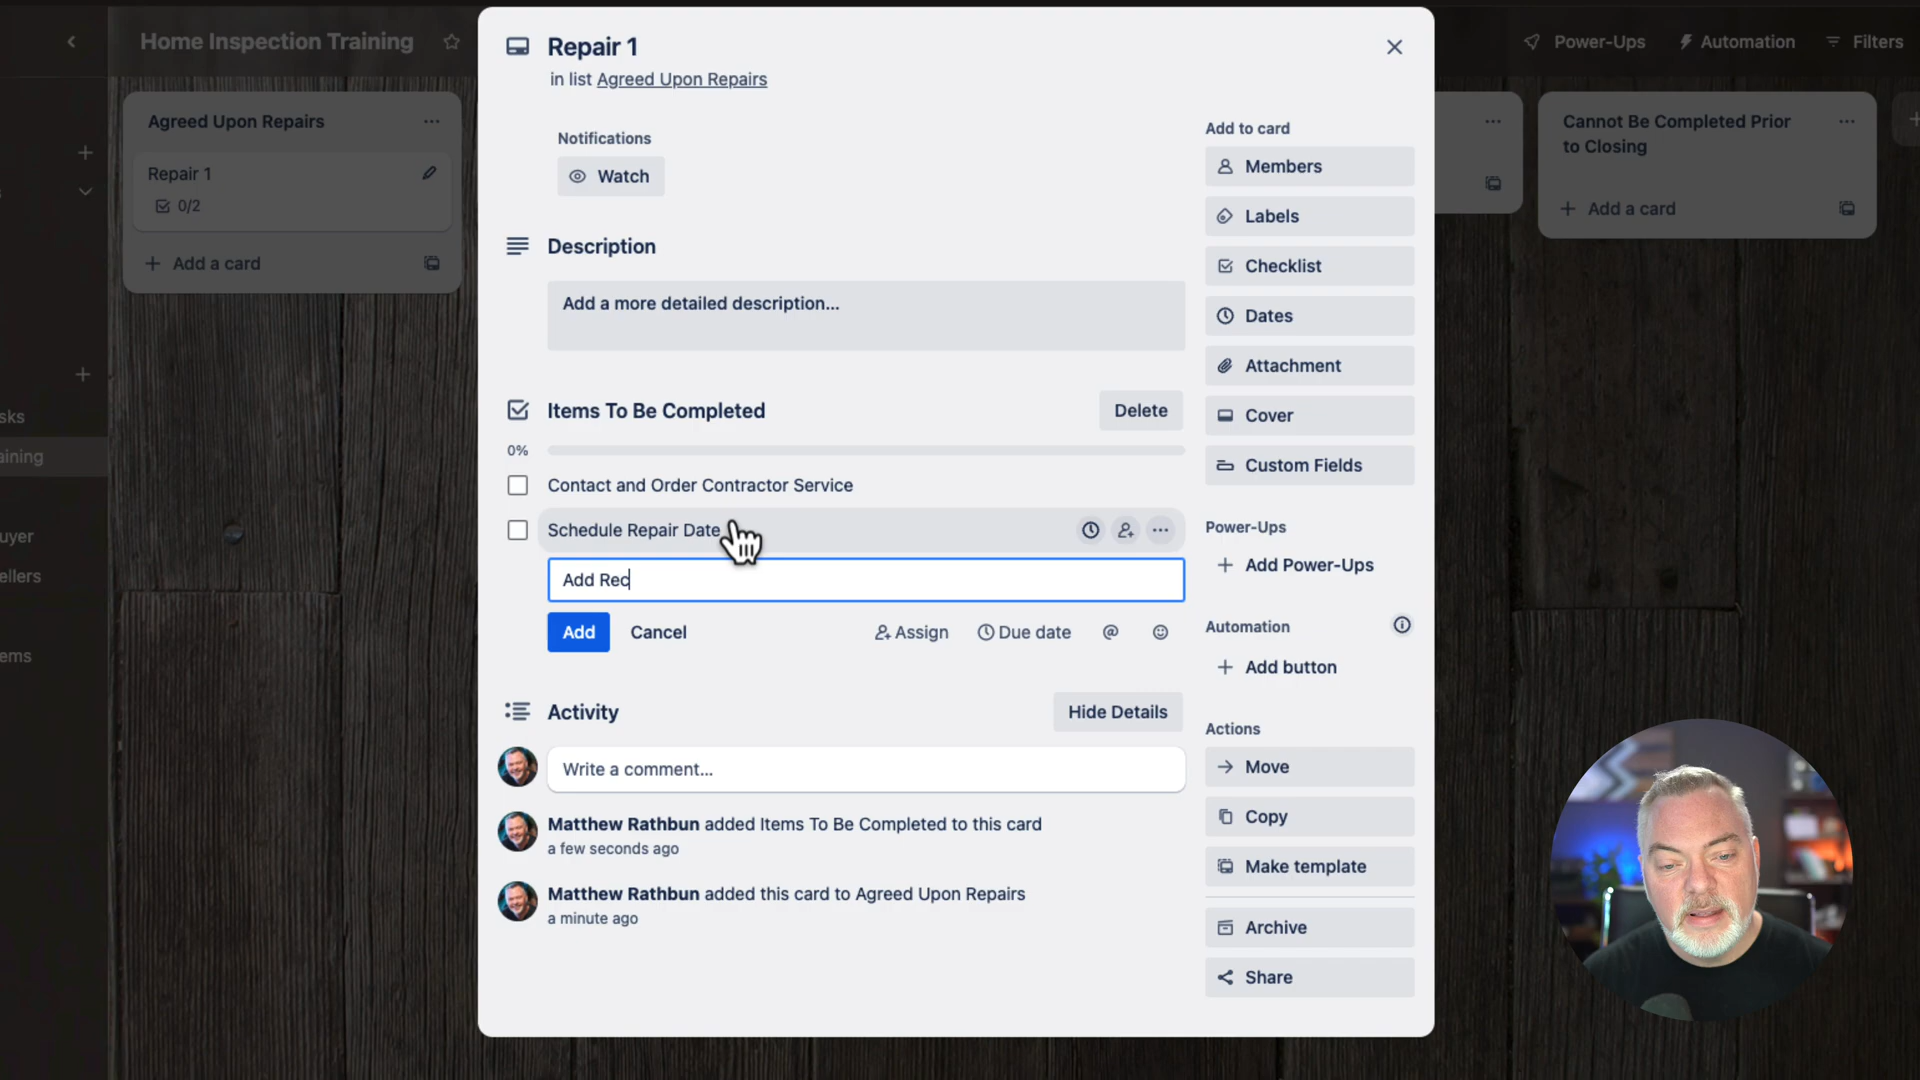 Home Inspection Training
Power-Ups
Automation
Filters
Agreed Upon Repairs
Repair 1
0/2
+ Add a card
asks
aining
uyer
ellers
ems
Repair 1
in list Agreed Upon Repairs
Notifications
Watch
Description
Add a more detailed description...
Items To Be Completed
Delete
0%
Contact and Order Contractor Service
Schedule Repair Date
Add Rec
Add
Cancel
Assign
Due date
@
Activity
Hide Details
Write a comment...
Matthew Rathbun added Items To Be Completed to this card
a few seconds ago
Matthew Rathbun added this card to Agreed Upon Repairs
a minute ago
Add to card
Members
Labels
Checklist
Dates
Attachment
Cover
Custom Fields
Power-Ups
+ Add Power-Ups
Automation
+ Add button
Actions
Move
Copy
Make template
Archive
Share
Cannot Be Completed Prior
to Closing
+ Add a card